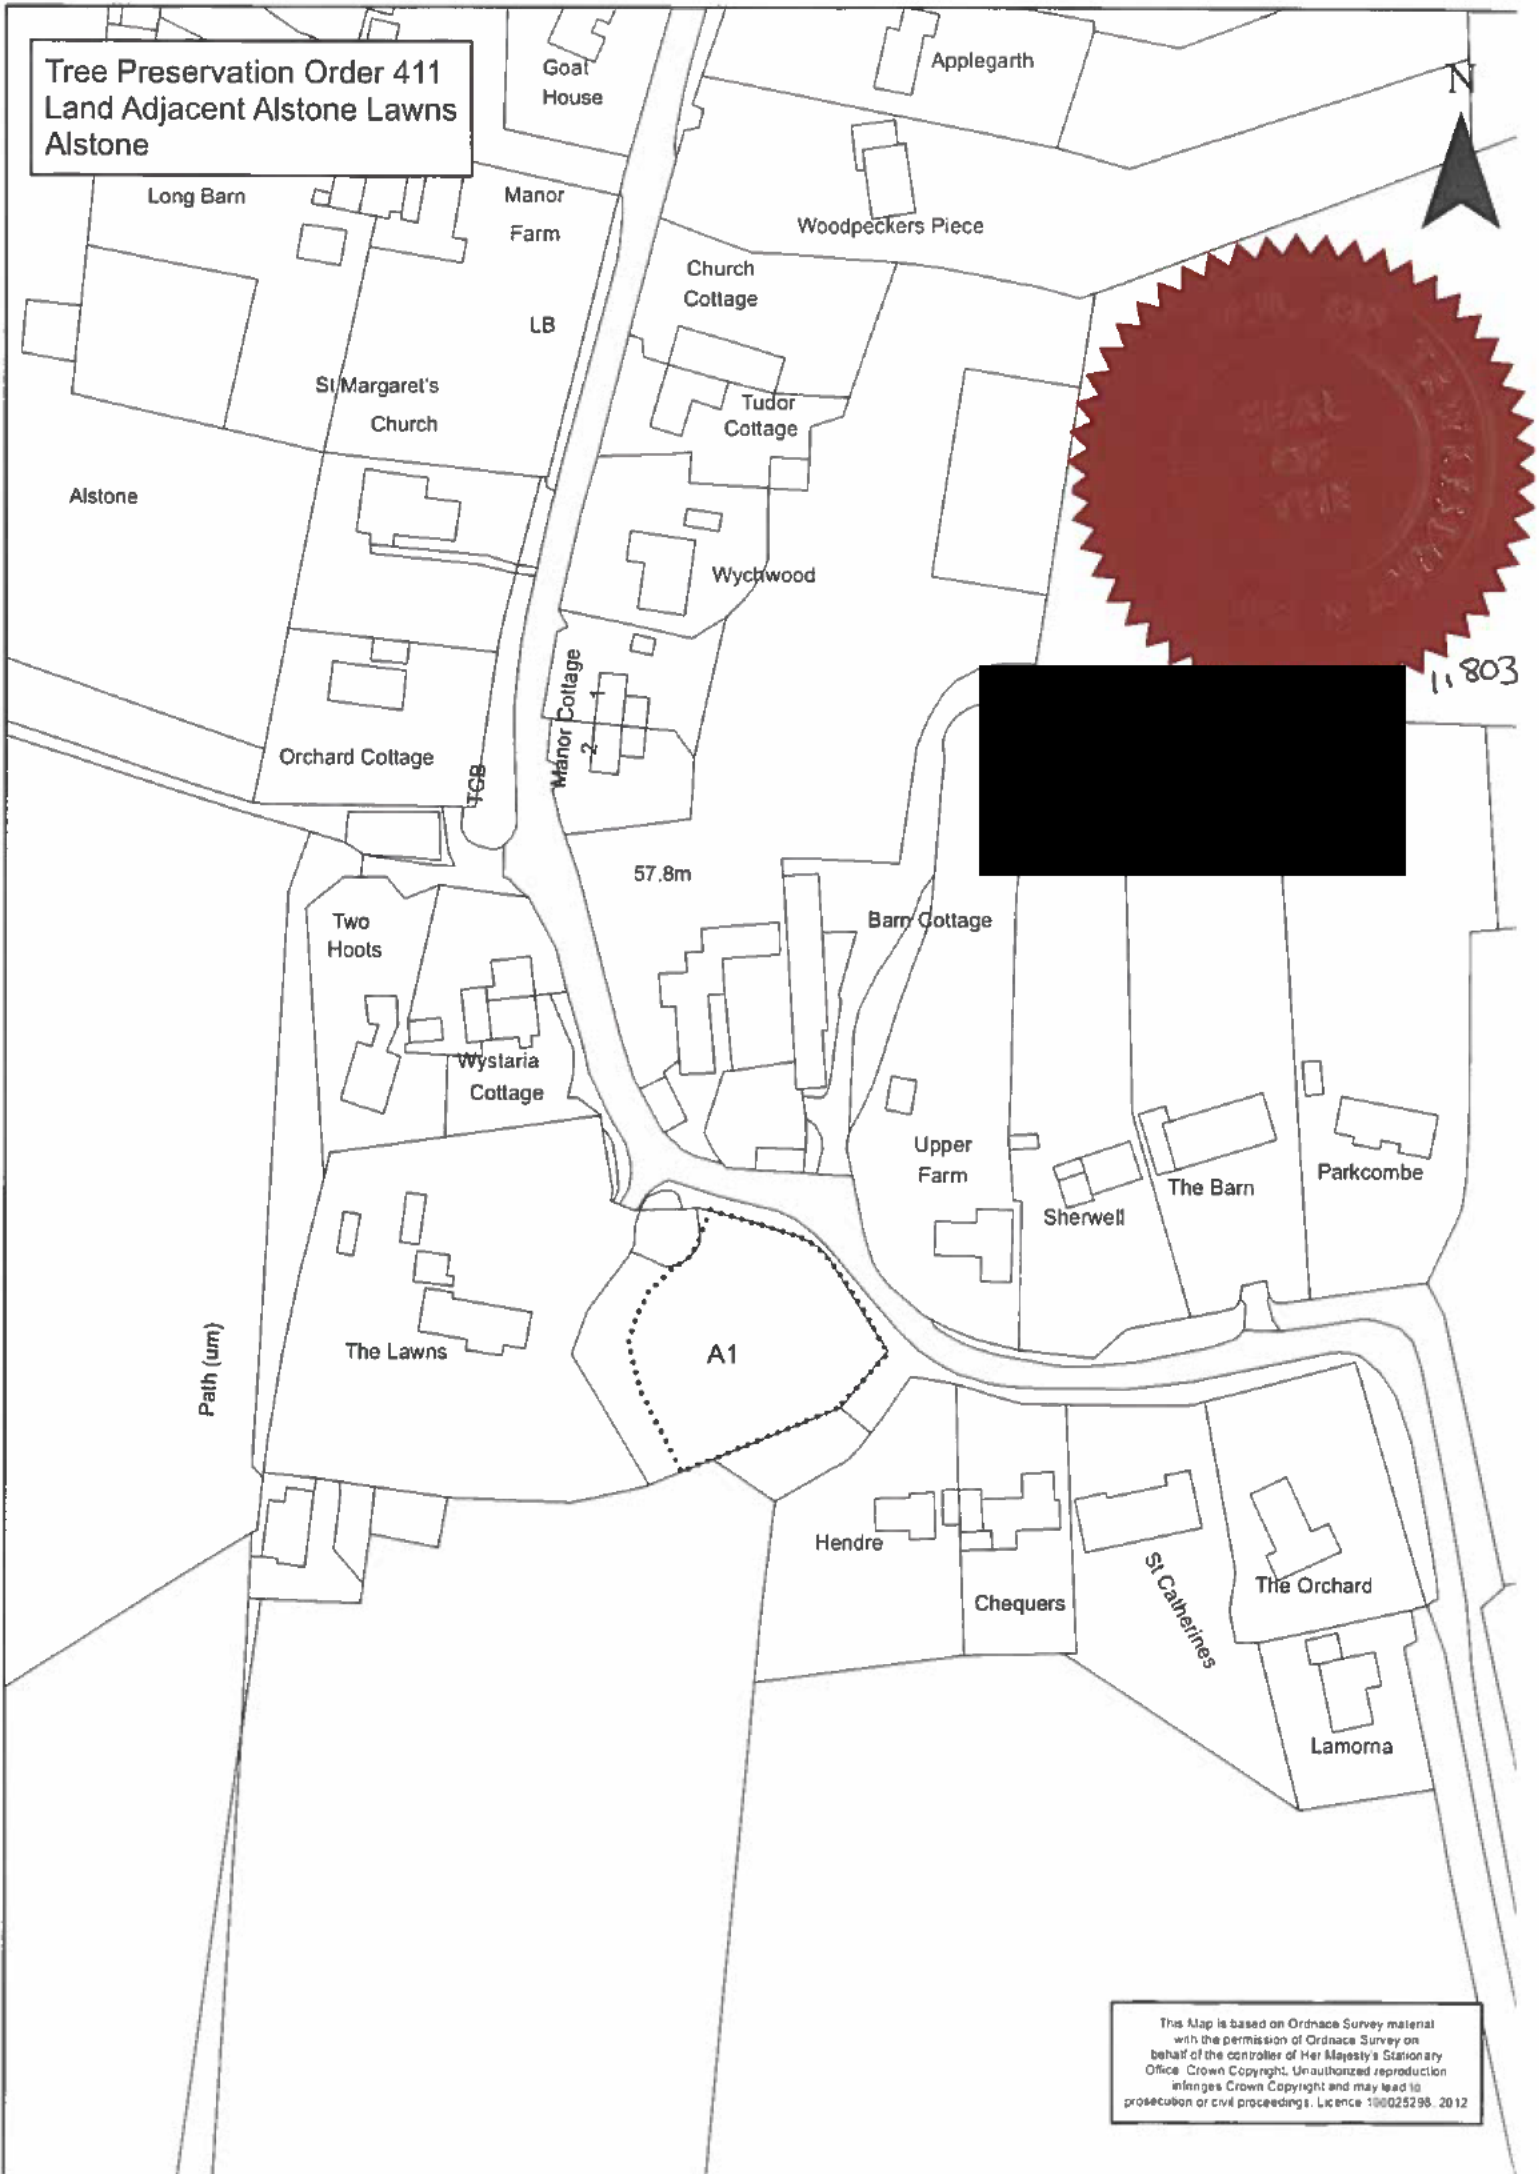 Tree Preservation Order 411
Land Adjacent Alstone Lawns
Alstone
Goat
House
Applegarth
N
Long Barn
Manor
Farm
Woodpeckers Piece
Church
Cottage
LB
St Margaret's
Church
Tudor
Cottage
Alstone
Wychwood
SEAL
11803
Manor Cottage
1
2
Orchard Cottage
TCB
57.8m
Two
Hoots
Barn Cottage
Wystaria
Cottage
Upper
Farm
Sherwell
The Barn
Parkcombe
The Lawns
A1
Path (um)
Hendre
Chequers
St Catherines
The Orchard
Lamorna
This Map is based on Ordnace Survey material
with the permission of Ordnace Survey on
behalf of the controller of Her Majesty's Stationary
Office Crown Copyright. Unauthorized reproduction
infringes Crown Copyright and may lead to
prosecution or civil proceedings. Licence 100025298. 2012